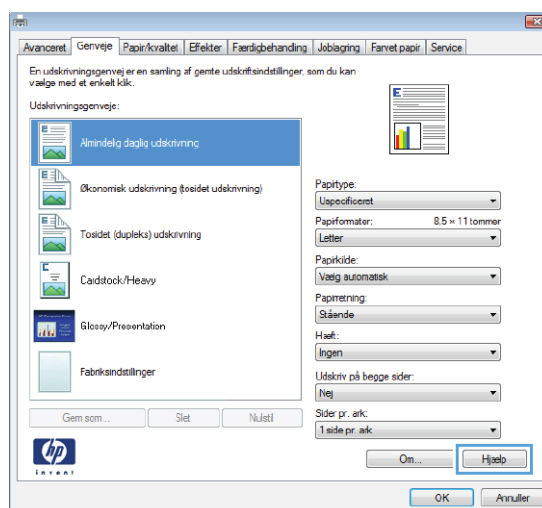 Avanceret Genveje Papir/kvalitet Effekter Færdigbehandling Joblagring Farvet papir Service
En udskrivningsgenvej er en samling af gemte udskriftsindstillinger, som du kan
vælge med et enkelt klik.
Udskrivningsgenveje:
Almindelig daglig udskrivning
Økonomisk udskrivning (tosidet udskrivning)
Tosidet (dupleks) udskrivning
Cardstock/Heavy
Glossy/Presentation
Fabriksindstillinger
Gem som... Slet Nulstil
Papirtype:
Uspecificeret
Papirformater: 8.5 × 11 tommer
Letter
Papirkilde:
Vælg automatisk
Papirretning:
Stående
Hæft:
Ingen
Udskriv på begge sider:
Nej
Sider pr. ark:
1 side pr. ark
hp
invent
Om... Hjælp
OK Annuller